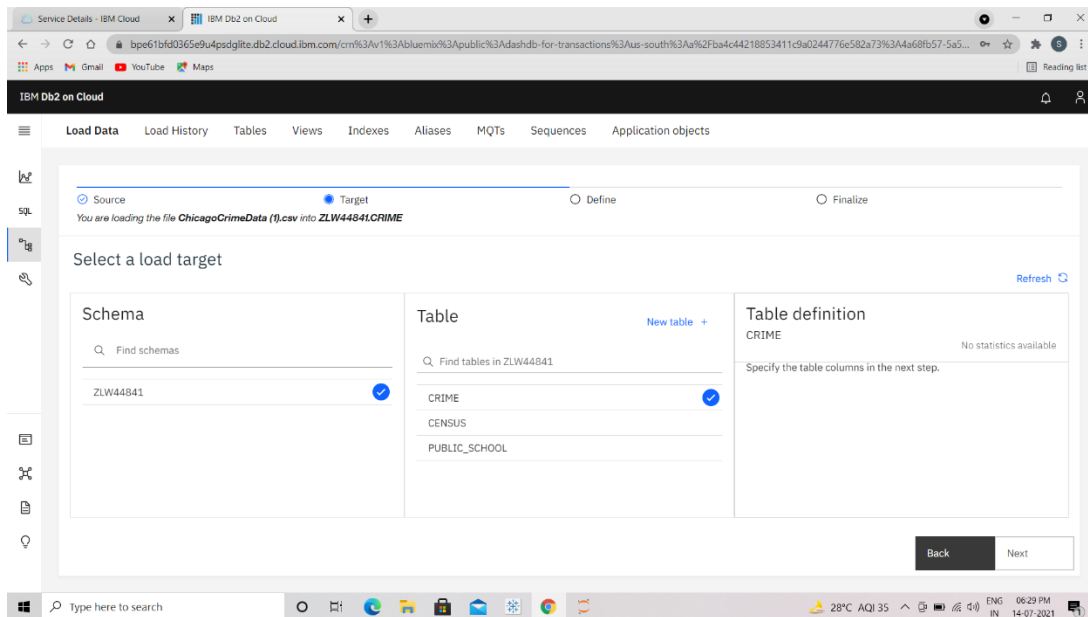 Service Details - IBM Cloud
IBM Db2 on Cloud
bpe61bfd0365e9u4psdglite.db2.cloud.ibm.com/crn%3Av1%3Abluemix%3Apublic%3Adashdb-for-transactions%3Aus-south%3Aa%2Fba4c44218853411c9a0244776e582a73%3A4a68fb57-5a5...
S
Apps Gmail YouTube Maps Reading list
IBM Db2 on Cloud
Load Data Load History Tables Views Indexes Aliases MQTs Sequences Application objects
Source Target Define Finalize
SQL
You are loading the file ChicagoCrimeData (1).csv into ZLW44841.CRIME
Select a load target
Refresh
Schema
Find schemas
ZLW44841
Table
New table +
Find tables in ZLW44841
CRIME
CENSUS
PUBLIC_SCHOOL
Table definition
CRIME
No statistics available
Specify the table columns in the next step.
Back Next
Type here to search
28°C AQI 35
ENG
IN
06:29 PM
14-07-2021